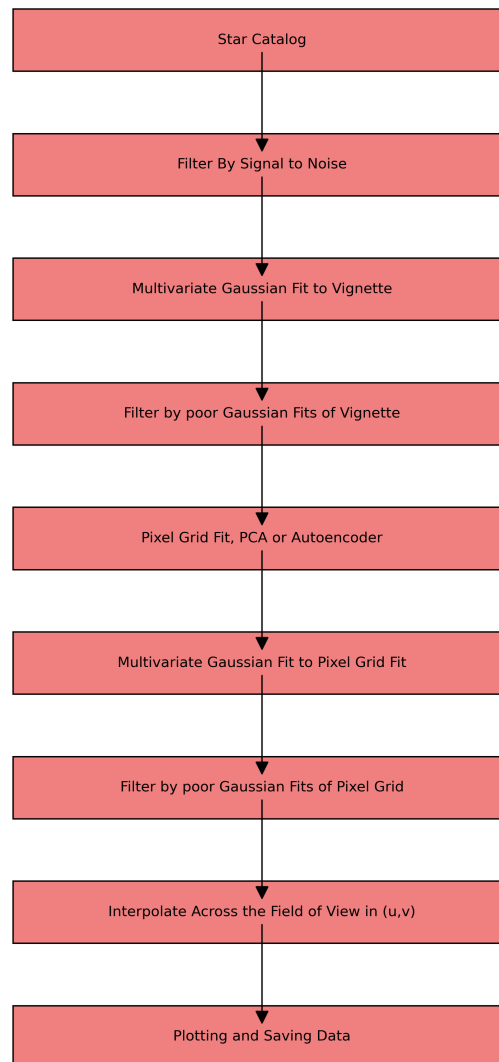 Star Catalog
Filter By Signal to Noise
Multivariate Gaussian Fit to Vignette
Filter by poor Gaussian Fits of Vignette
Pixel Grid Fit, PCA or Autoencoder
Multivariate Gaussian Fit to Pixel Grid Fit
Filter by poor Gaussian Fits of Pixel Grid
Interpolate Across the Field of View in (u,v)
Plotting and Saving Data